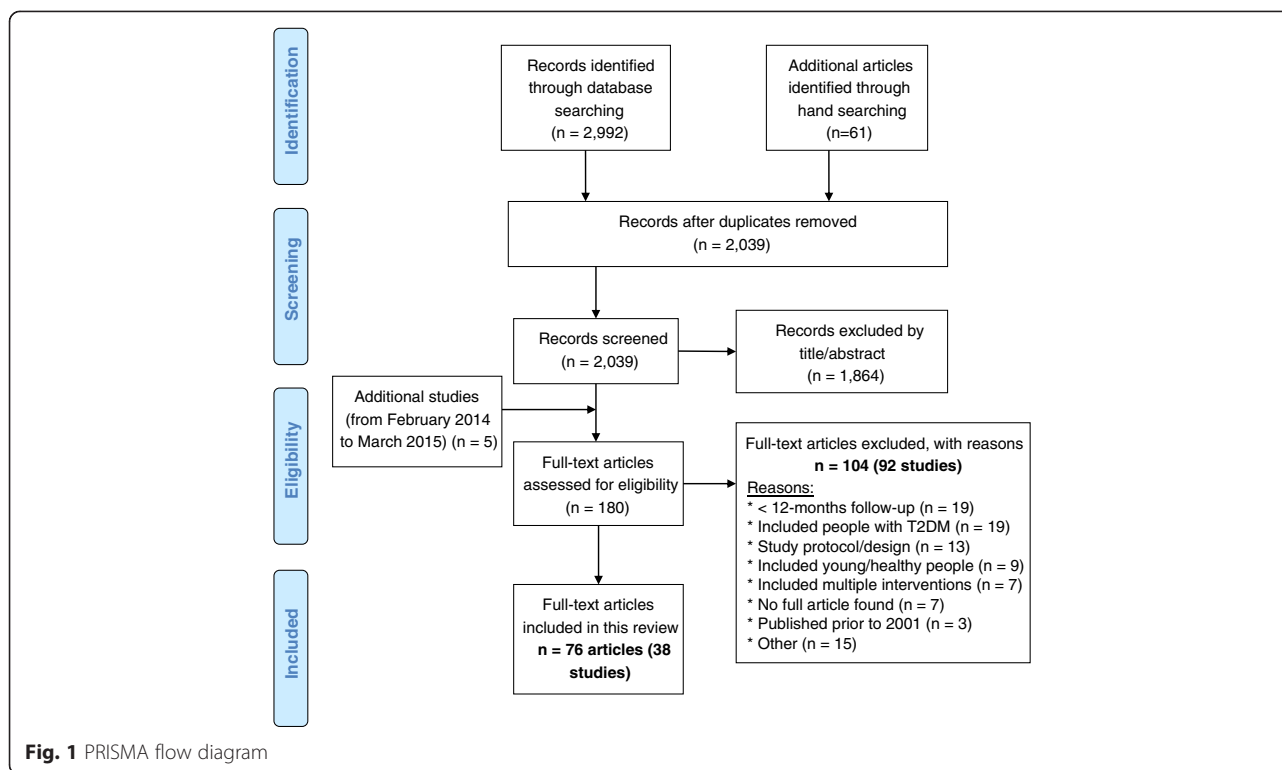 Identification
Records identified
through database
searching
(n = 2,992)
Additional articles
identified through
hand searching
(n=61)
Screening
Records after duplicates removed
(n = 2,039)
Records screened
(n = 2,039)
Records excluded by
title/abstract
(n = 1,864)
Eligibility
Additional studies
(from February 2014
to March 2015) (n = 5)
Full-text articles
assessed for eligibility
(n = 180)
Full-text articles excluded, with reasons
n = 104 (92 studies)
Reasons:
* < 12-months follow-up (n = 19)
* Included people with T2DM (n = 19)
* Study protocol/design (n = 13)
* Included young/healthy people (n = 9)
* Included multiple interventions (n = 7)
* No full article found (n = 7)
* Published prior to 2001 (n = 3)
* Other (n = 15)
Included
Full-text articles
included in this review
n = 76 articles (38
studies)
Fig. 1 PRISMA flow diagram